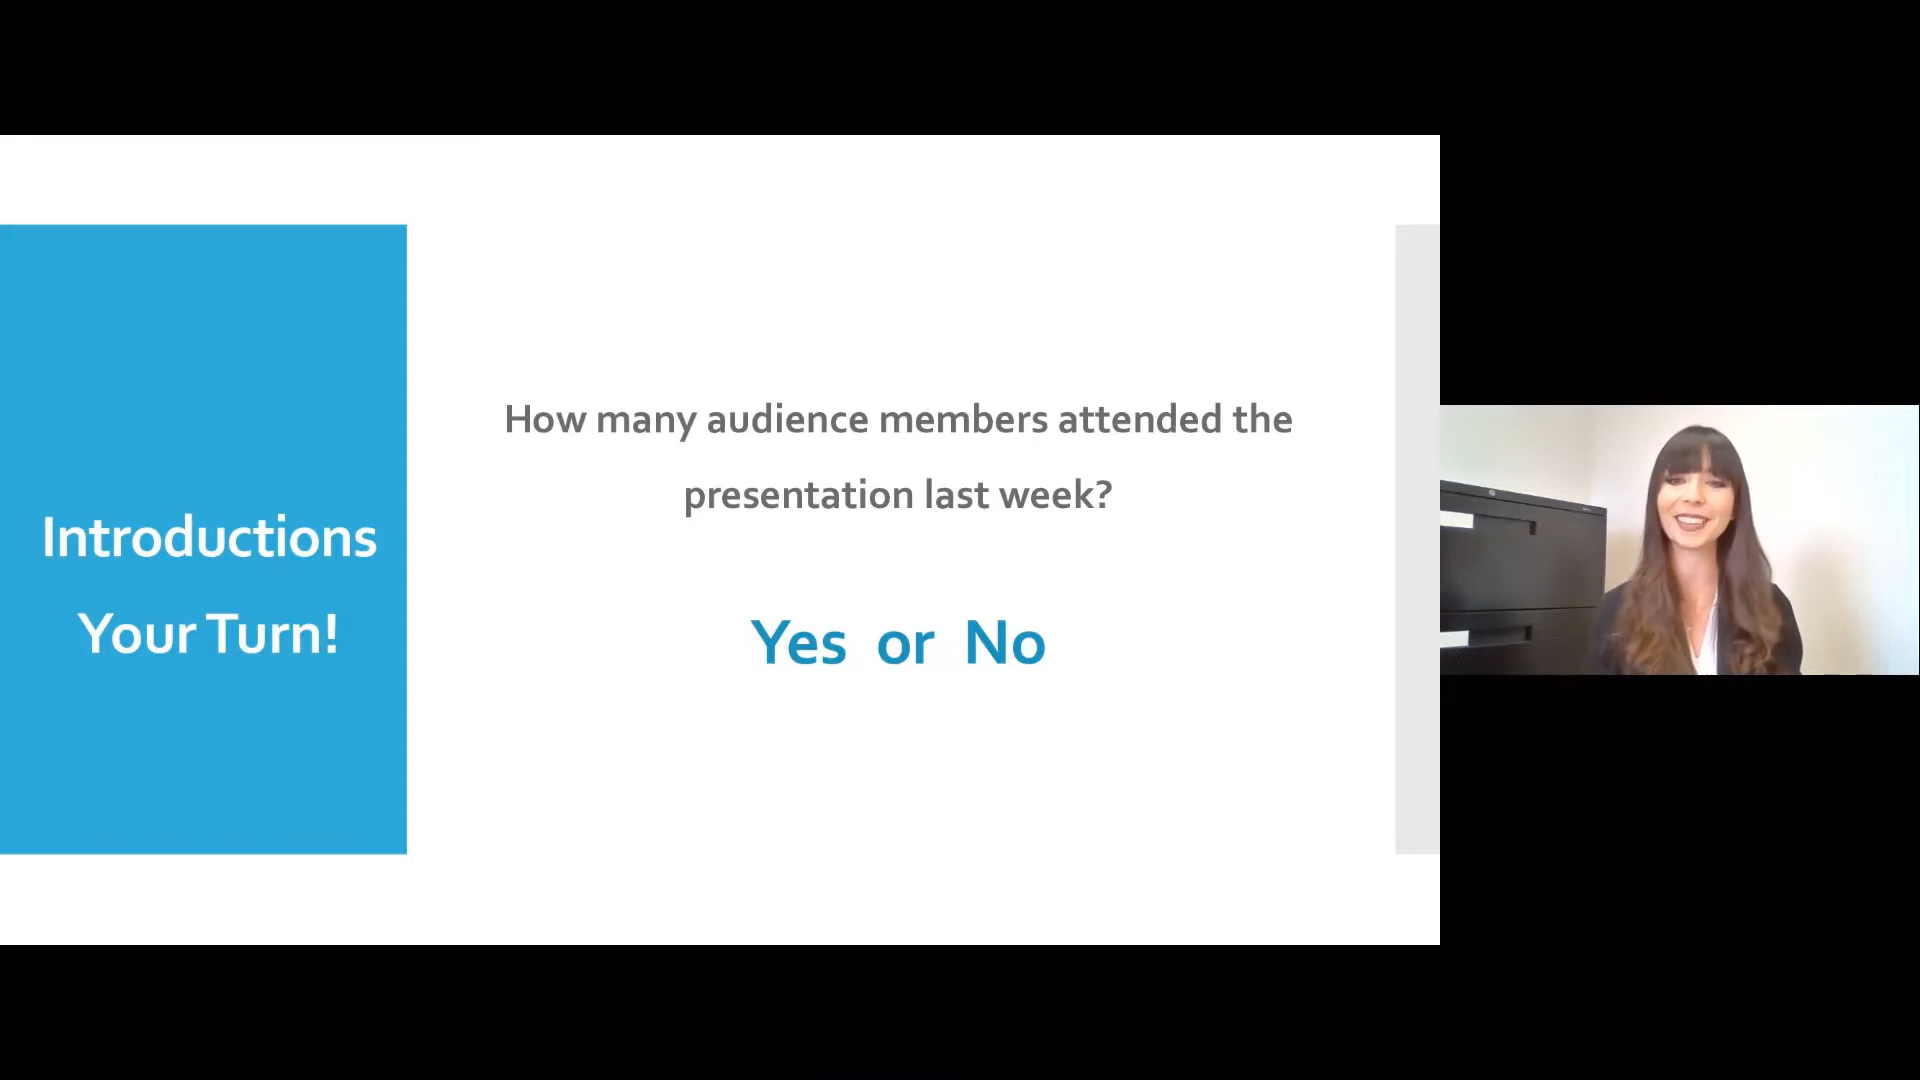 Introductions
Your Turn!
How many audience members attended the
presentation last week?
Yes or No